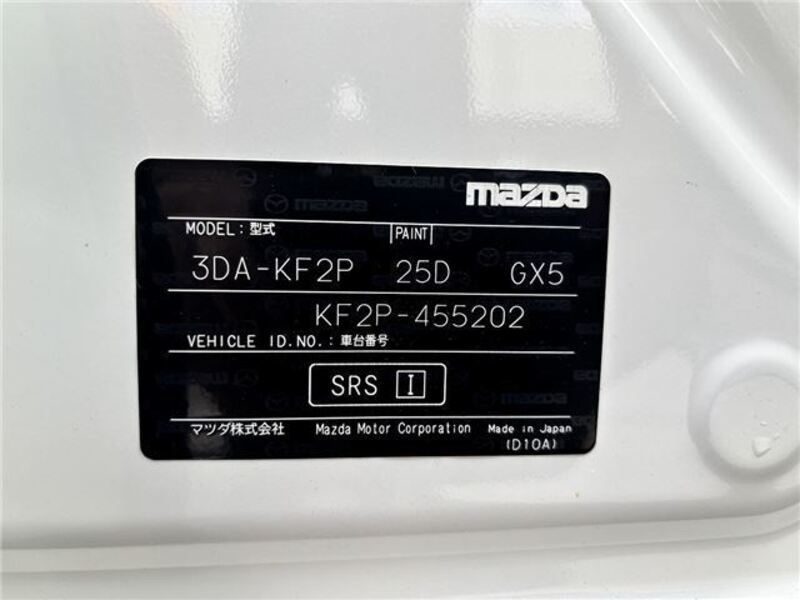 mazda
MODEL: 型式 PAINT
3DA-KF2P 25D GX5
KF2P-455202
VEHICLE ID.NO.: 車台番号
SRS I
マツダ株式会社 Mazda Motor Corporation Made in Japan
(D10A)